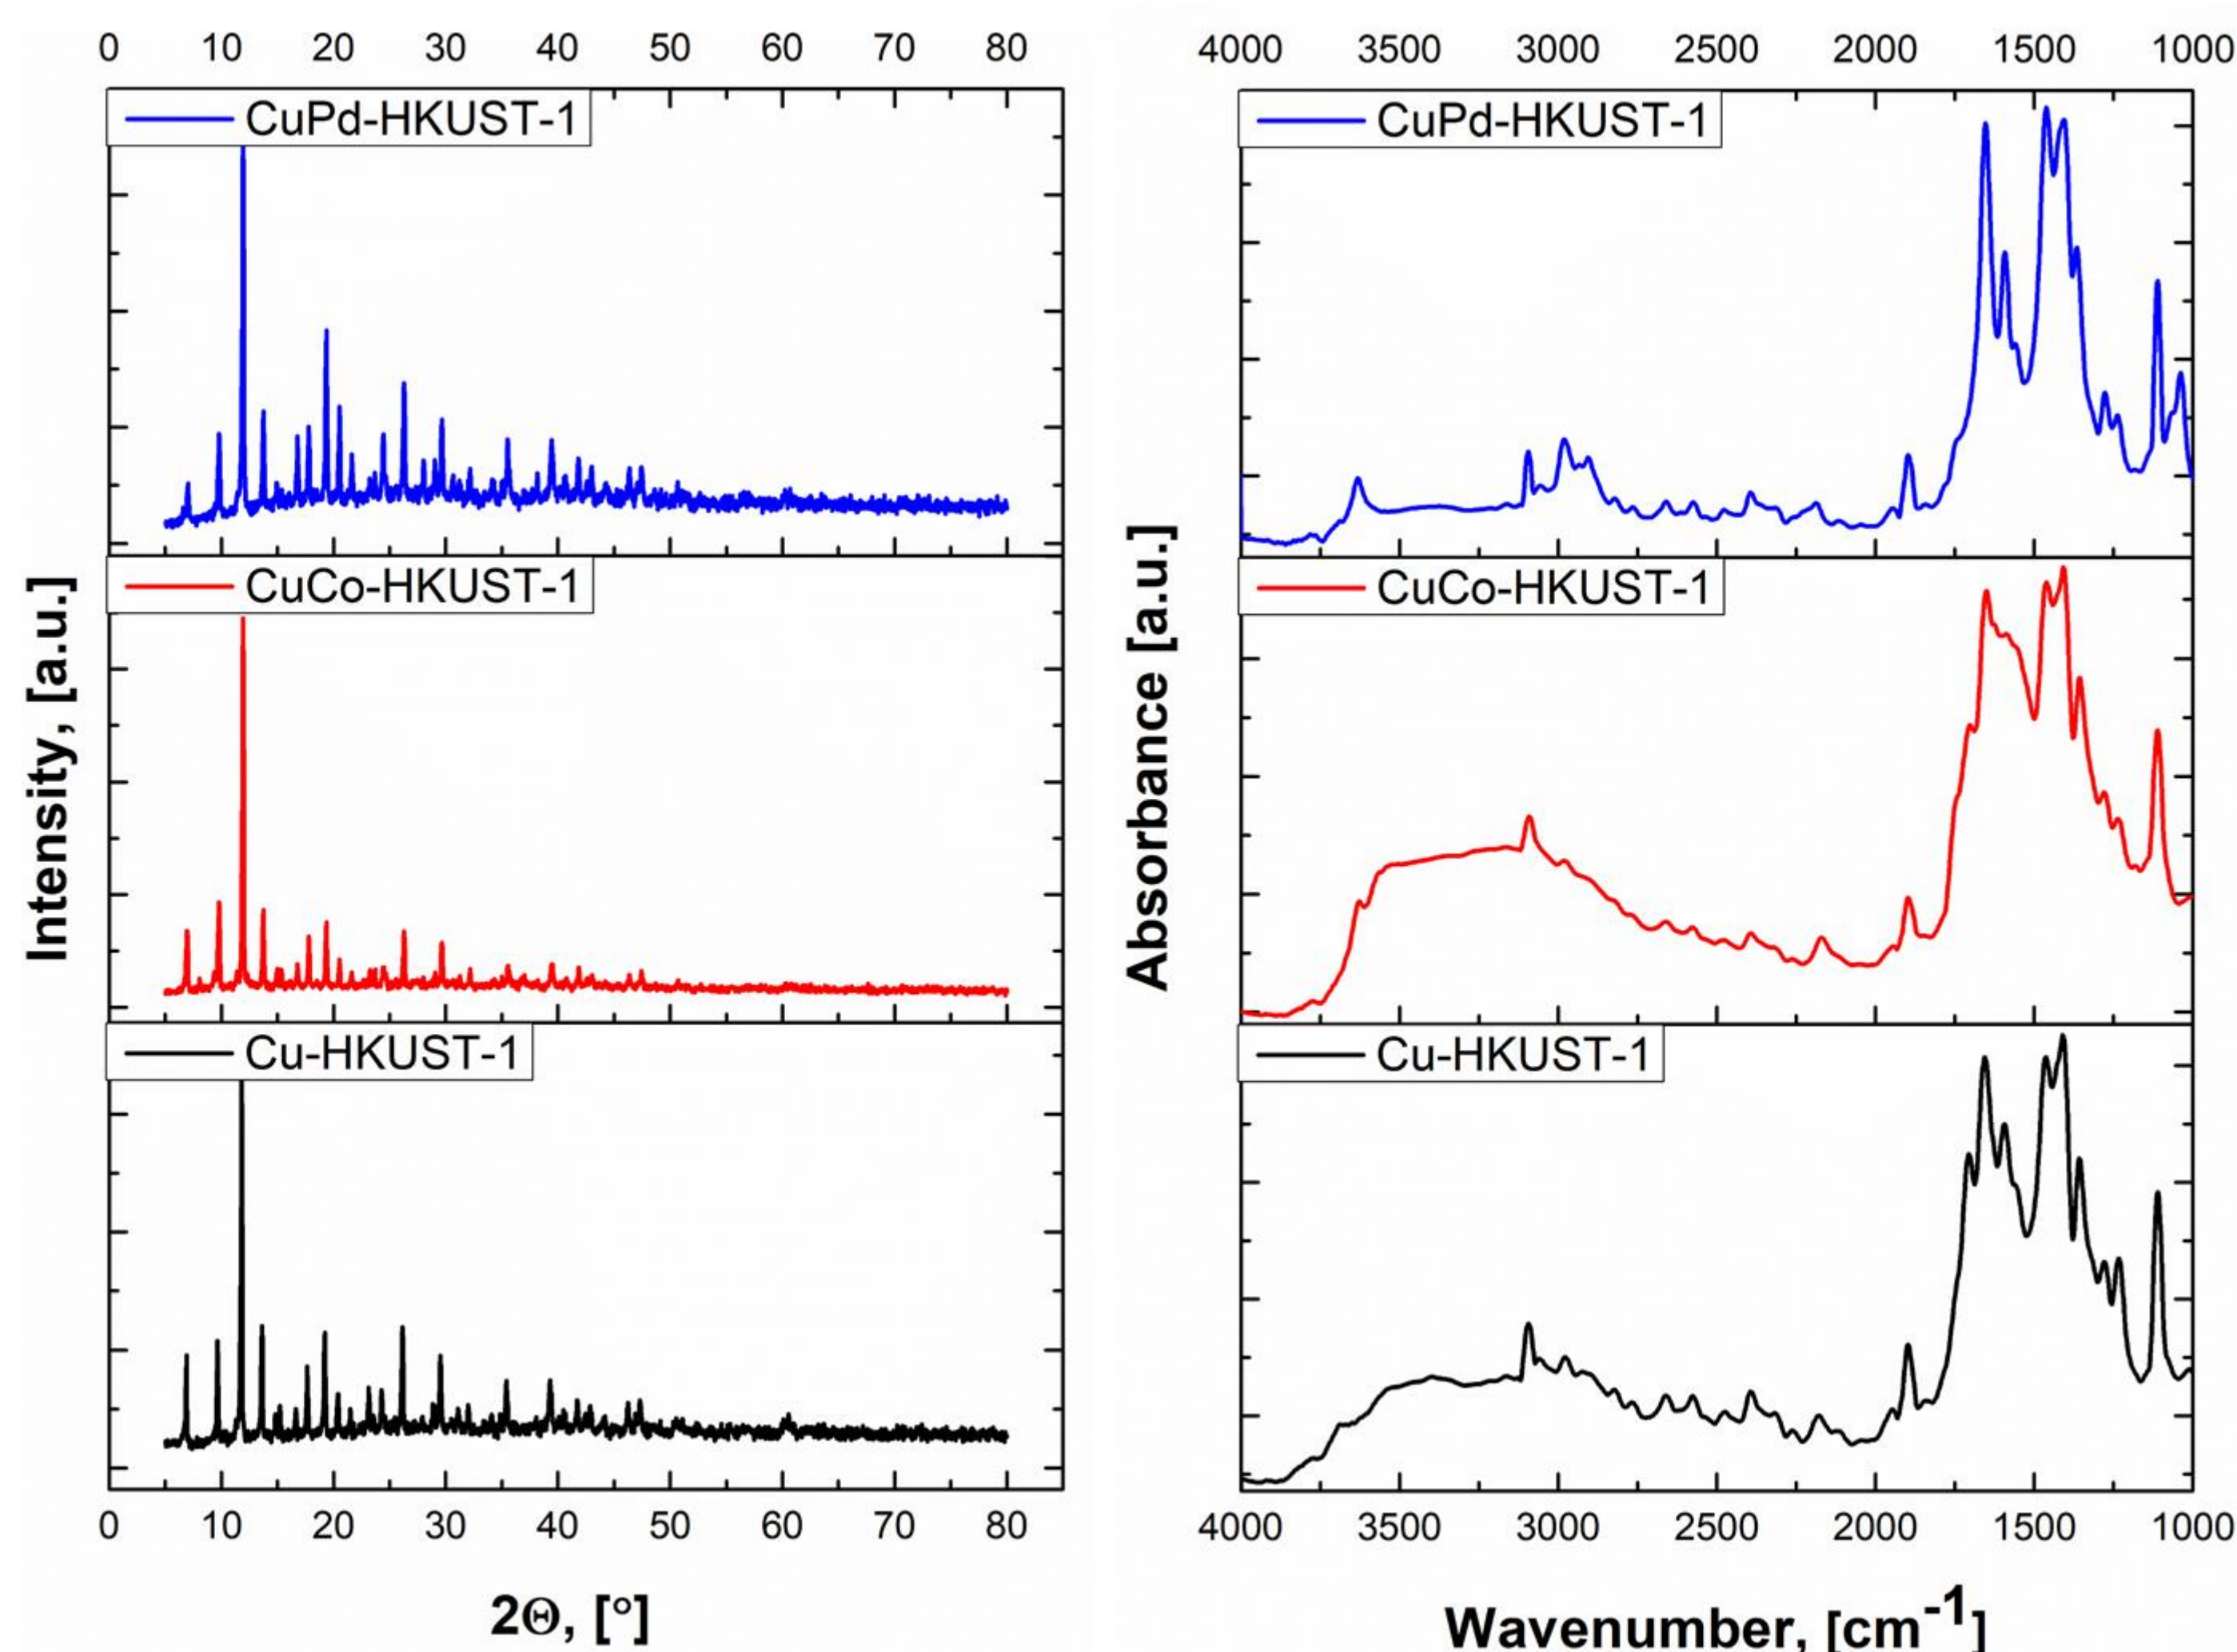 0 10 20 30 40 50 60 70 80
CuPd-HKUST-1
CuCo-HKUST-1
Cu-HKUST-1
Intensity, [a.u.]
0 10 20 30 40 50 60 70 80
2Θ, [°]
4000 3500 3000 2500 2000 1500 1000
CuPd-HKUST-1
CuCo-HKUST-1
Cu-HKUST-1
Absorbance [a.u.]
4000 3500 3000 2500 2000 1500 1000
Wavenumber, [cm⁻¹]